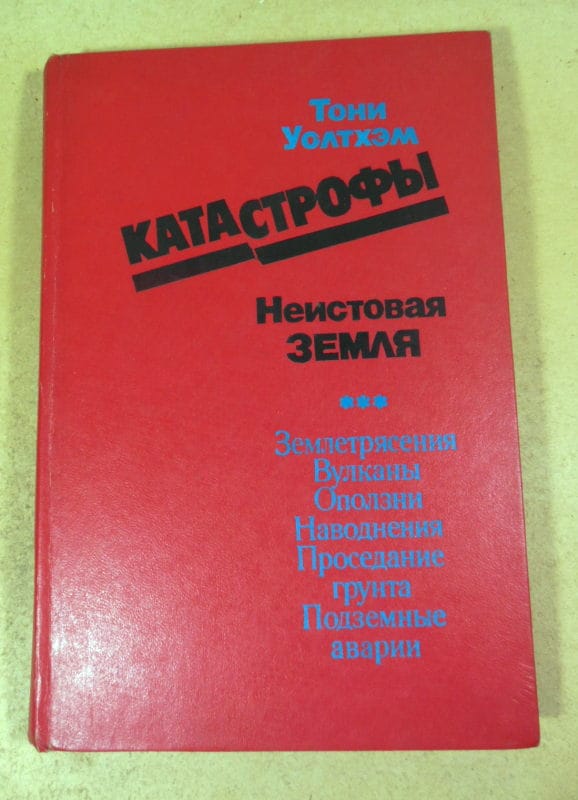 Тони
Уолтхэм
КАТАСТРОФЫ
Неистовая
ЗЕМЛЯ
***
Землетрясения
Вулканы
Оползни
Наводнения
Проседание
грунта
Подземные
аварии